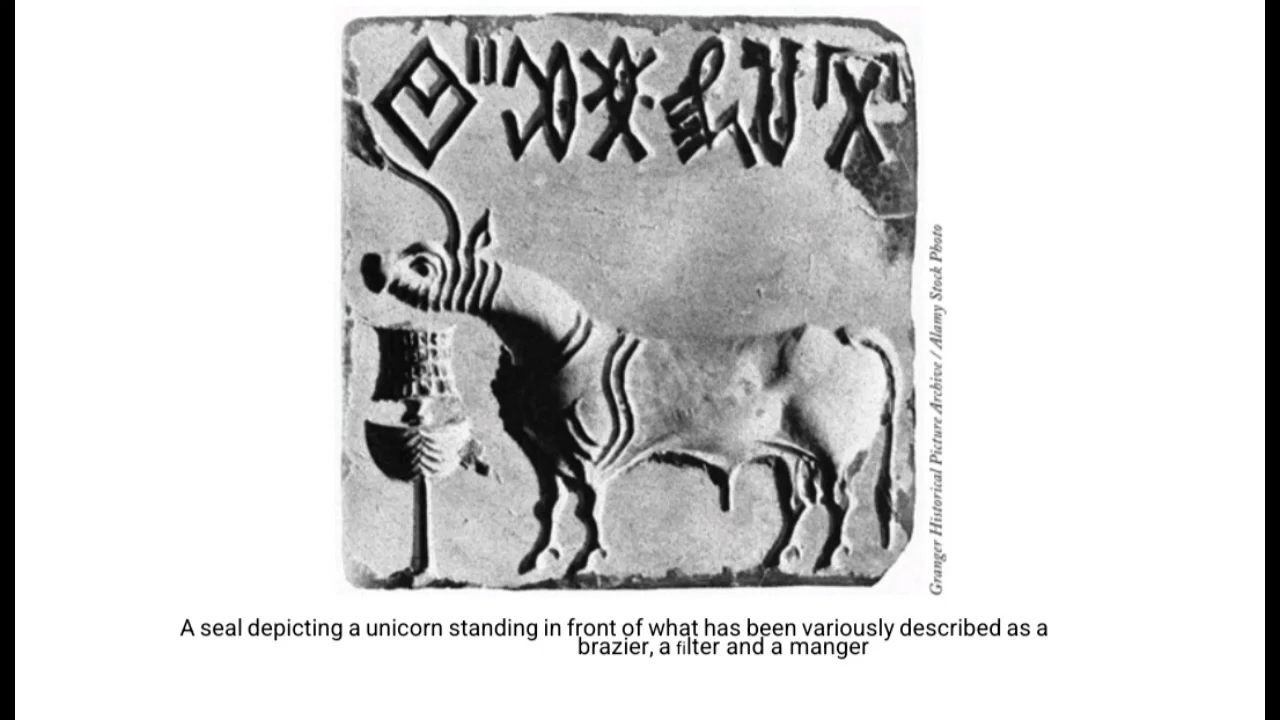 Granger Historical Picture Archive / Alamy Stock Photo
A seal depicting a unicorn standing in front of what has been variously described as a
brazier, a filter and a manger